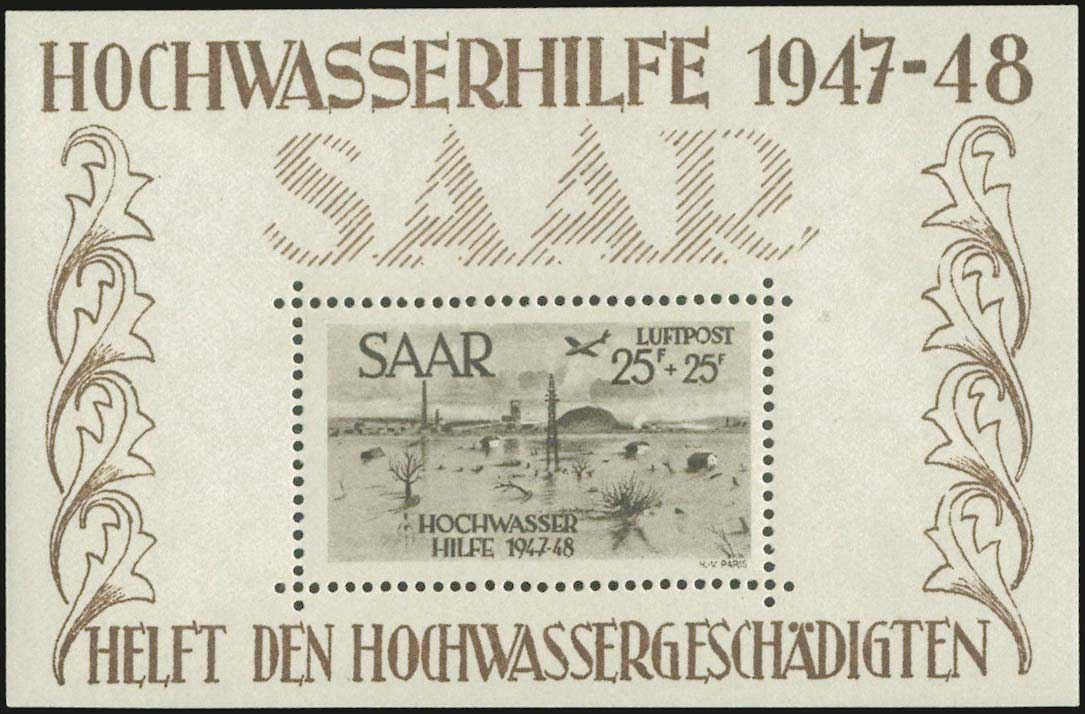 HOCHWASSERHILFE 1947-48
SAAR
SAAR
LUFTPOST
25F + 25F
HOCHWASSER
HILFE 1947-48
H.-V. PARIS
HELFT DEN HOCHWASSERGESCHÄDIGTEN